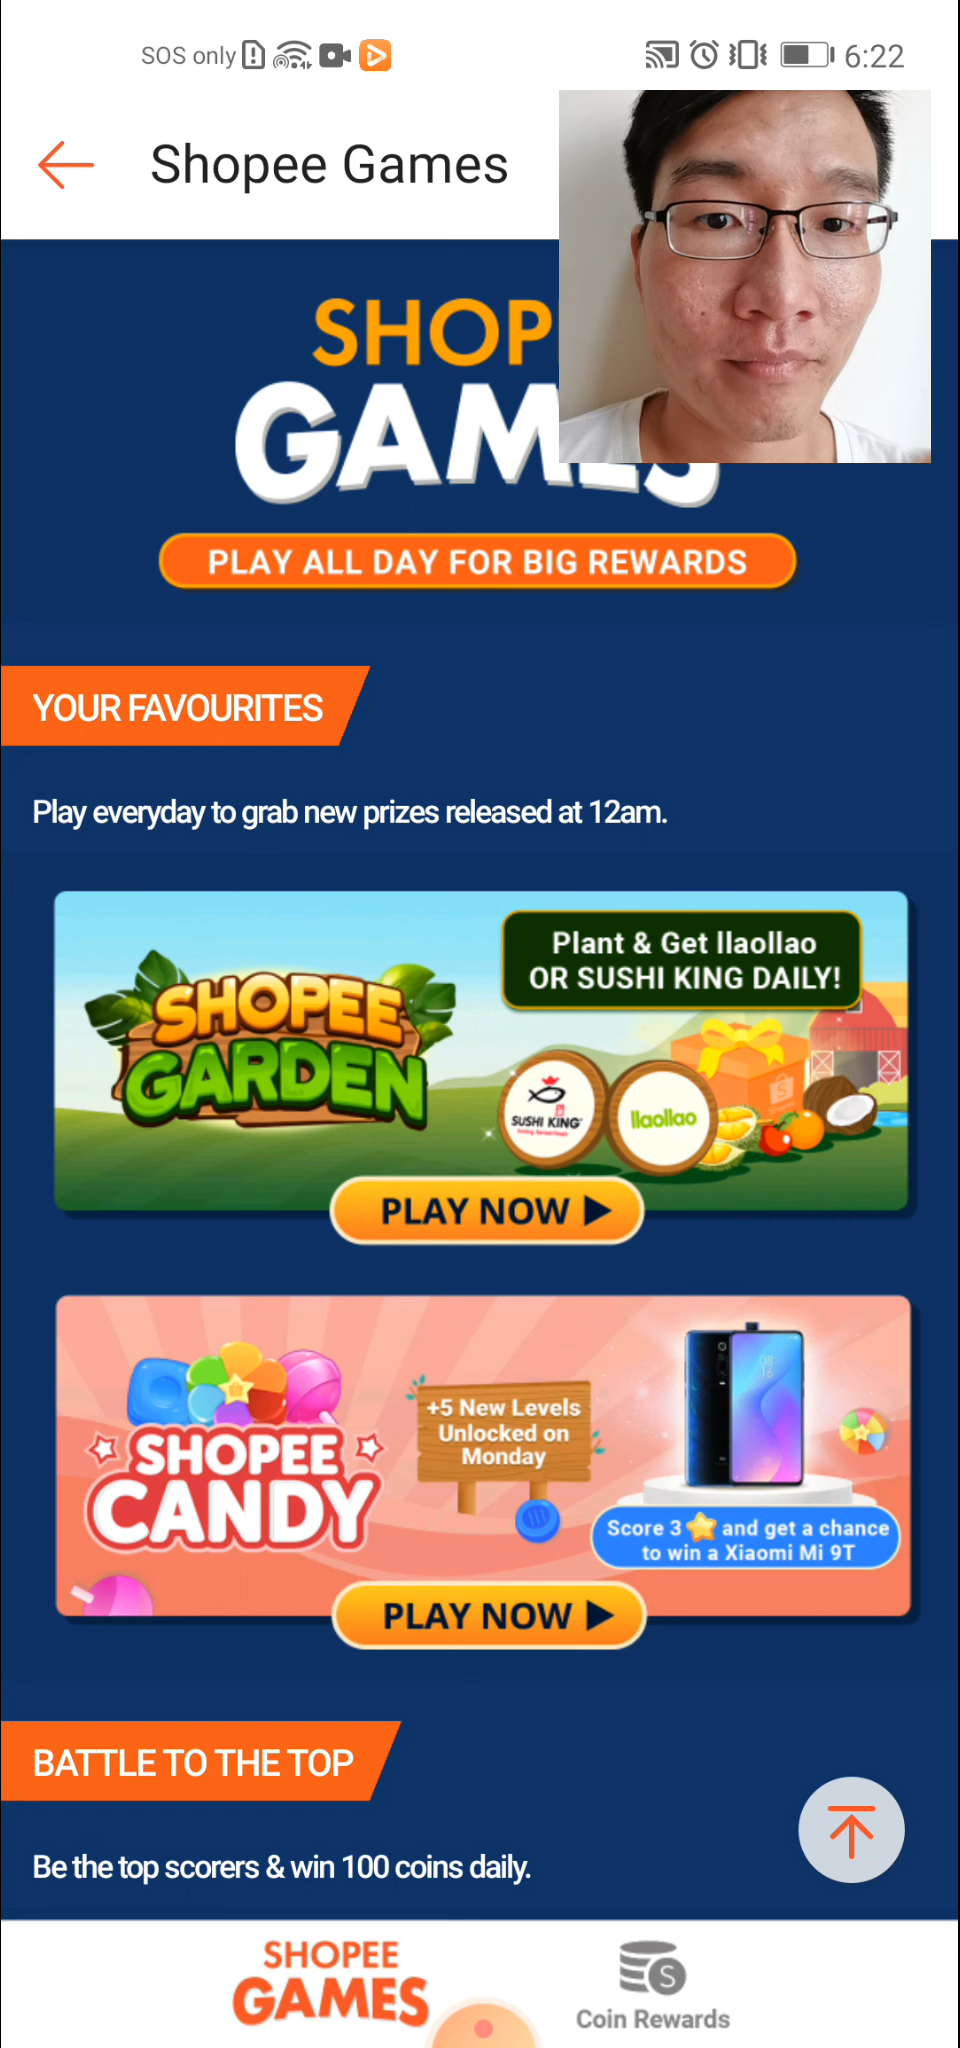 SOS only
6:22
Shopee Games
SHOP
GAMES
PLAY ALL DAY FOR BIG REWARDS
YOUR FAVOURITES
Play everyday to grab new prizes released at 12am.
Plant & Get llaollao
OR SUSHI KING DAILY!
SHOPEE
GARDEN
SUSHI KING
llaollao
PLAY NOW
+5 New Levels
Unlocked on
Monday
SHOPEE
CANDY
Score 3 and get a chance
to win a Xiaomi Mi 9T
PLAY NOW
BATTLE TO THE TOP
Be the top scorers & win 100 coins daily.
SHOPEE
GAMES
Coin Rewards